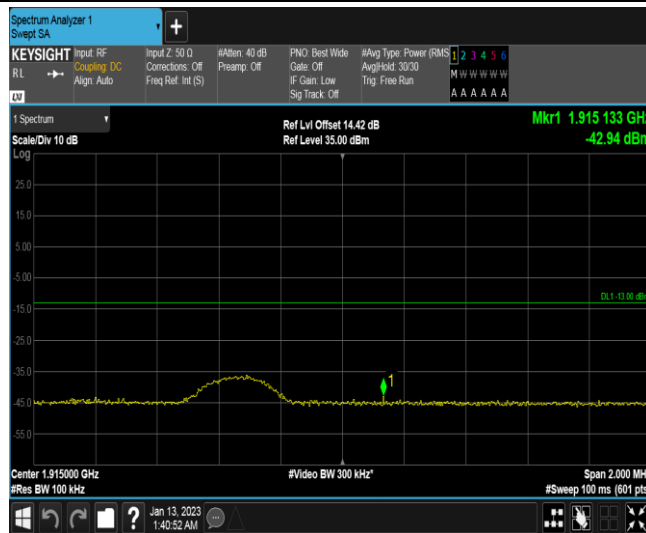 Spectrum Analyzer 1
Swept SA
+
KEYSIGHT
RL
LXI
Input: RF
Coupling: DC
Align: Auto
Input Z: 50 Ω
Corrections: Off
Freq Ref: Int (S)
#Atten: 40 dB
Preamp: Off
PNO: Best Wide
Gate: Off
IF Gain: Low
Sig Track: Off
#Avg Type: Power (RMS
Avg|Hold: 30/30
Trig: Free Run
1 2 3 4 5 6
M W W W W W
A A A A A A
1 Spectrum
Scale/Div 10 dB
Ref Lvl Offset 14.42 dB
Ref Level 35.00 dBm
Mkr1 1.915 133 GHz
-42.94 dBm
Log
25.0
15.0
5.00
-5.00
-15.0
-25.0
-35.0
-45.0
-55.0
DL1 -13.00 dBm
1
Center 1.915000 GHz
#Res BW 100 kHz
#Video BW 300 kHz*
Span 2.000 MH
#Sweep 100 ms (601 pts
?
Jan 13, 2023
1:40:52 AM